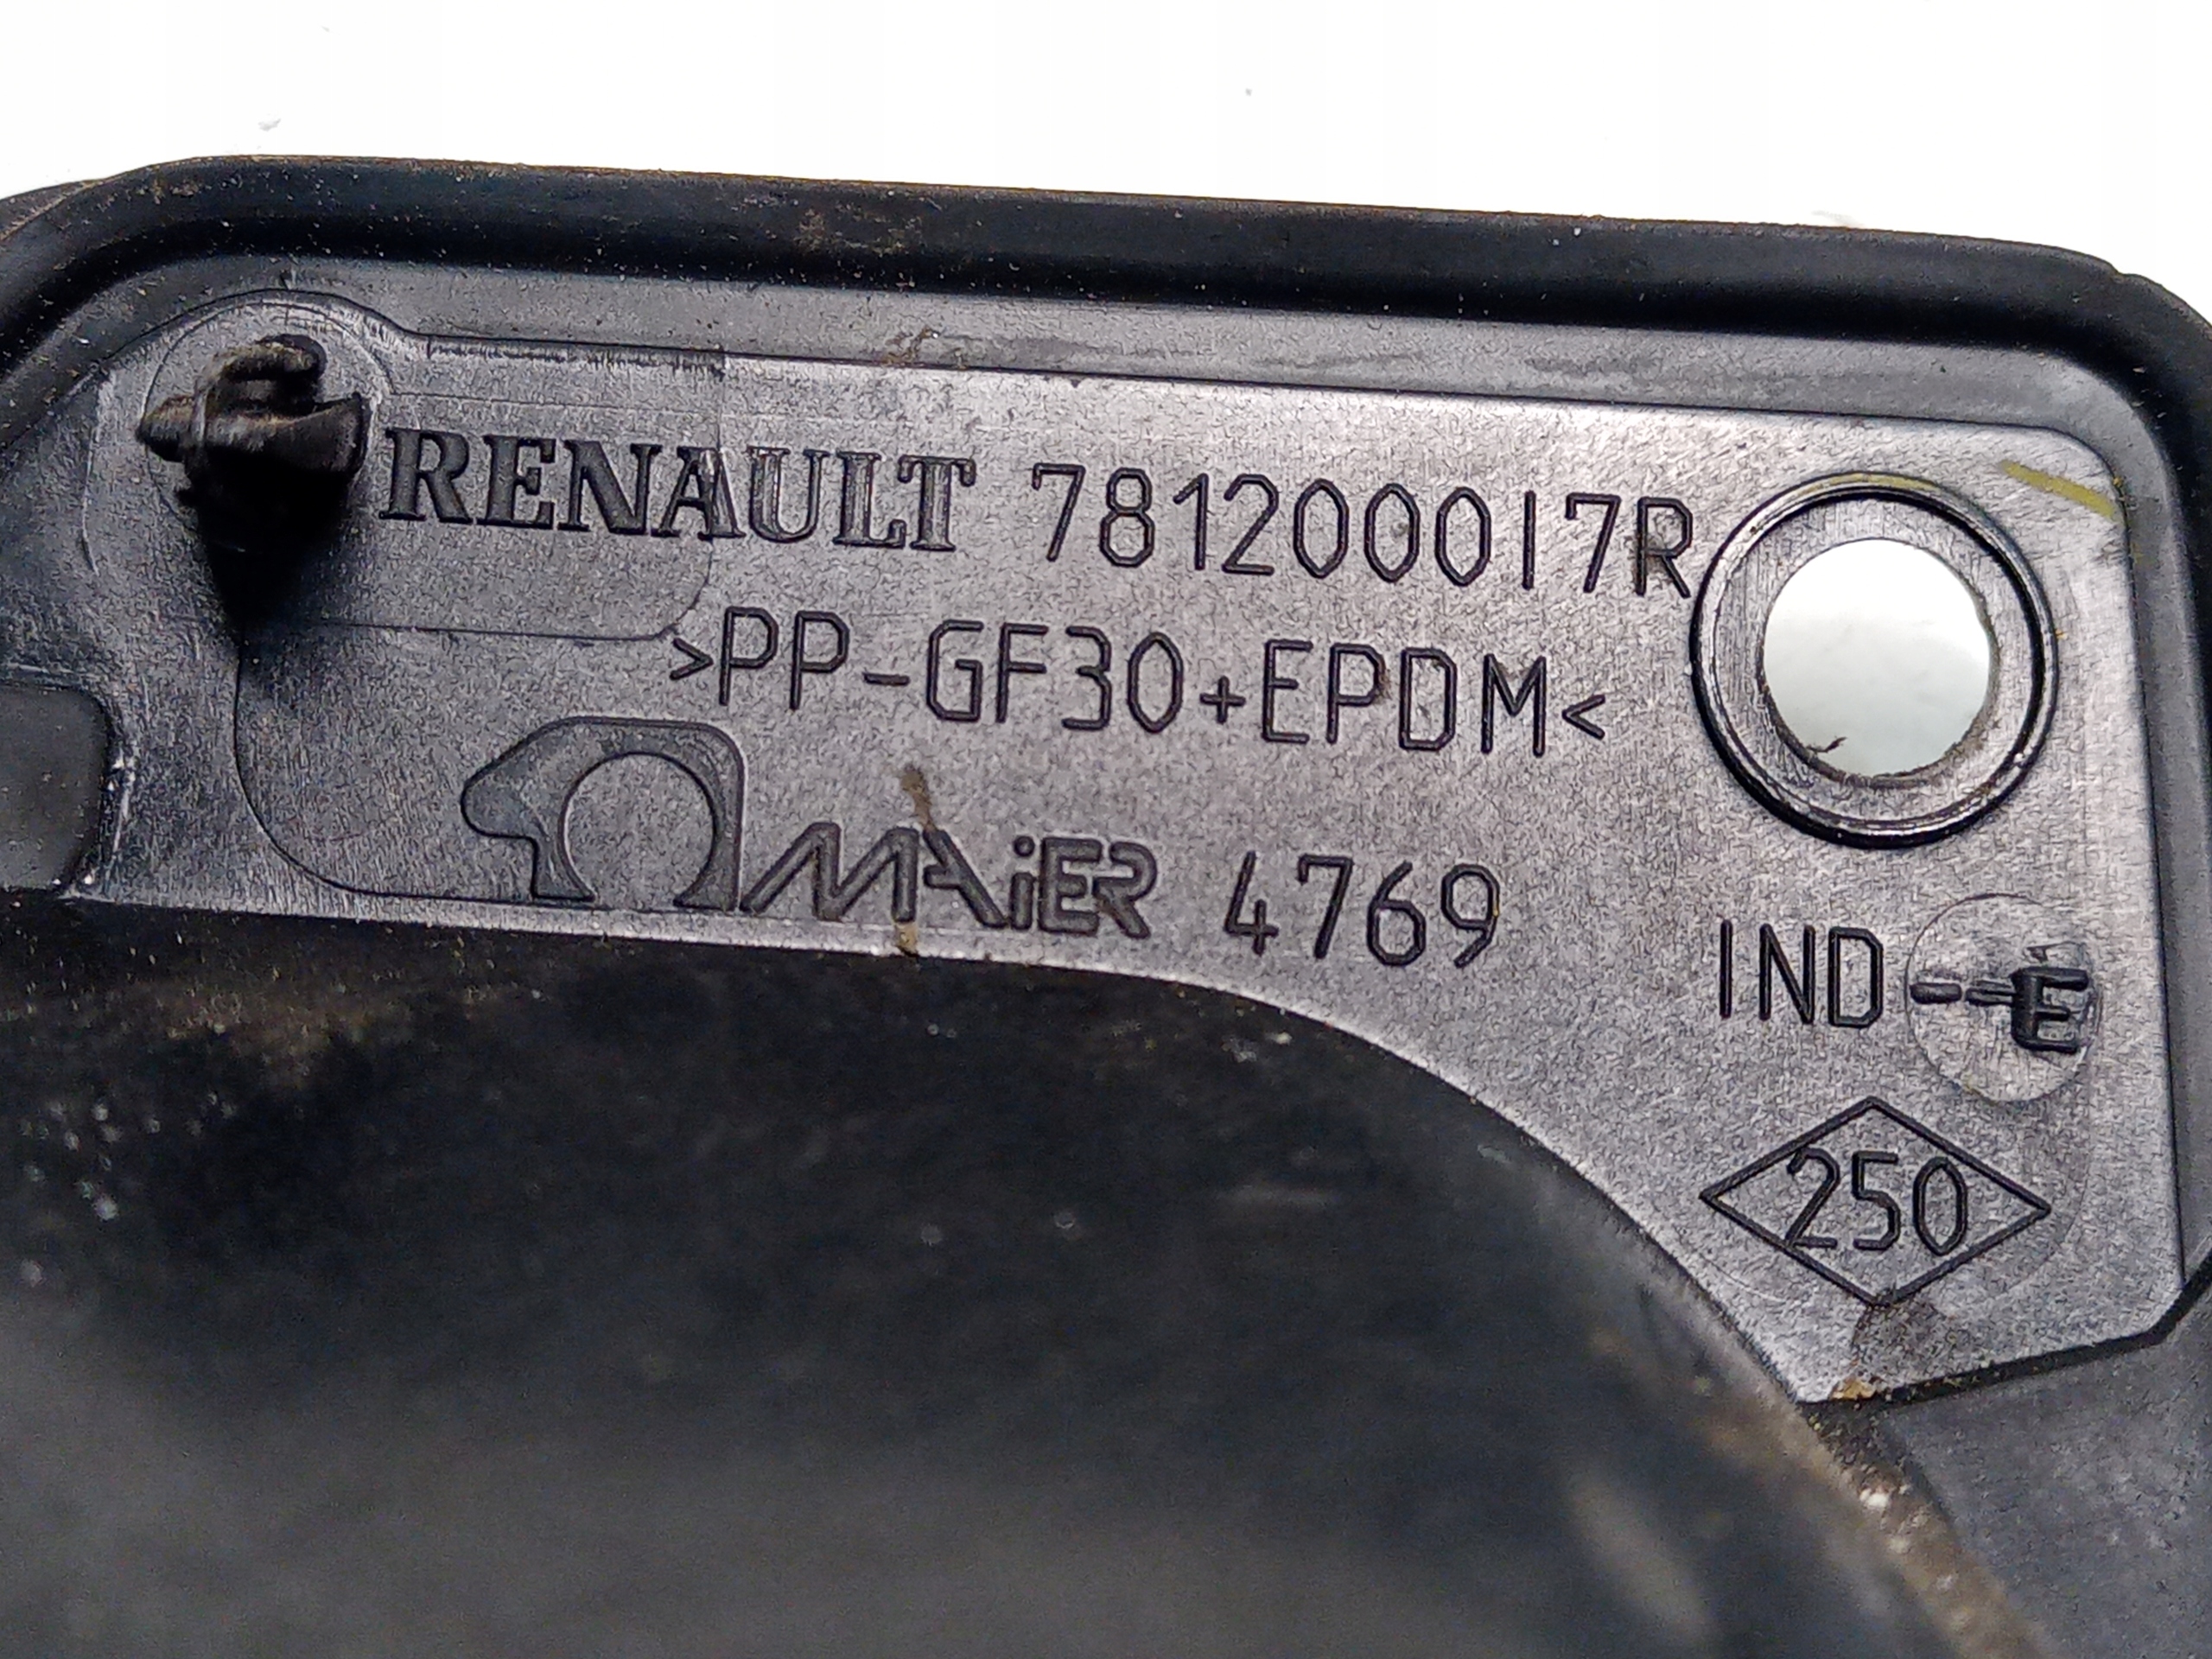 RENAULT 781200017R
>PP-GF30+EPDM<
MAiER 4769
IND-E
250